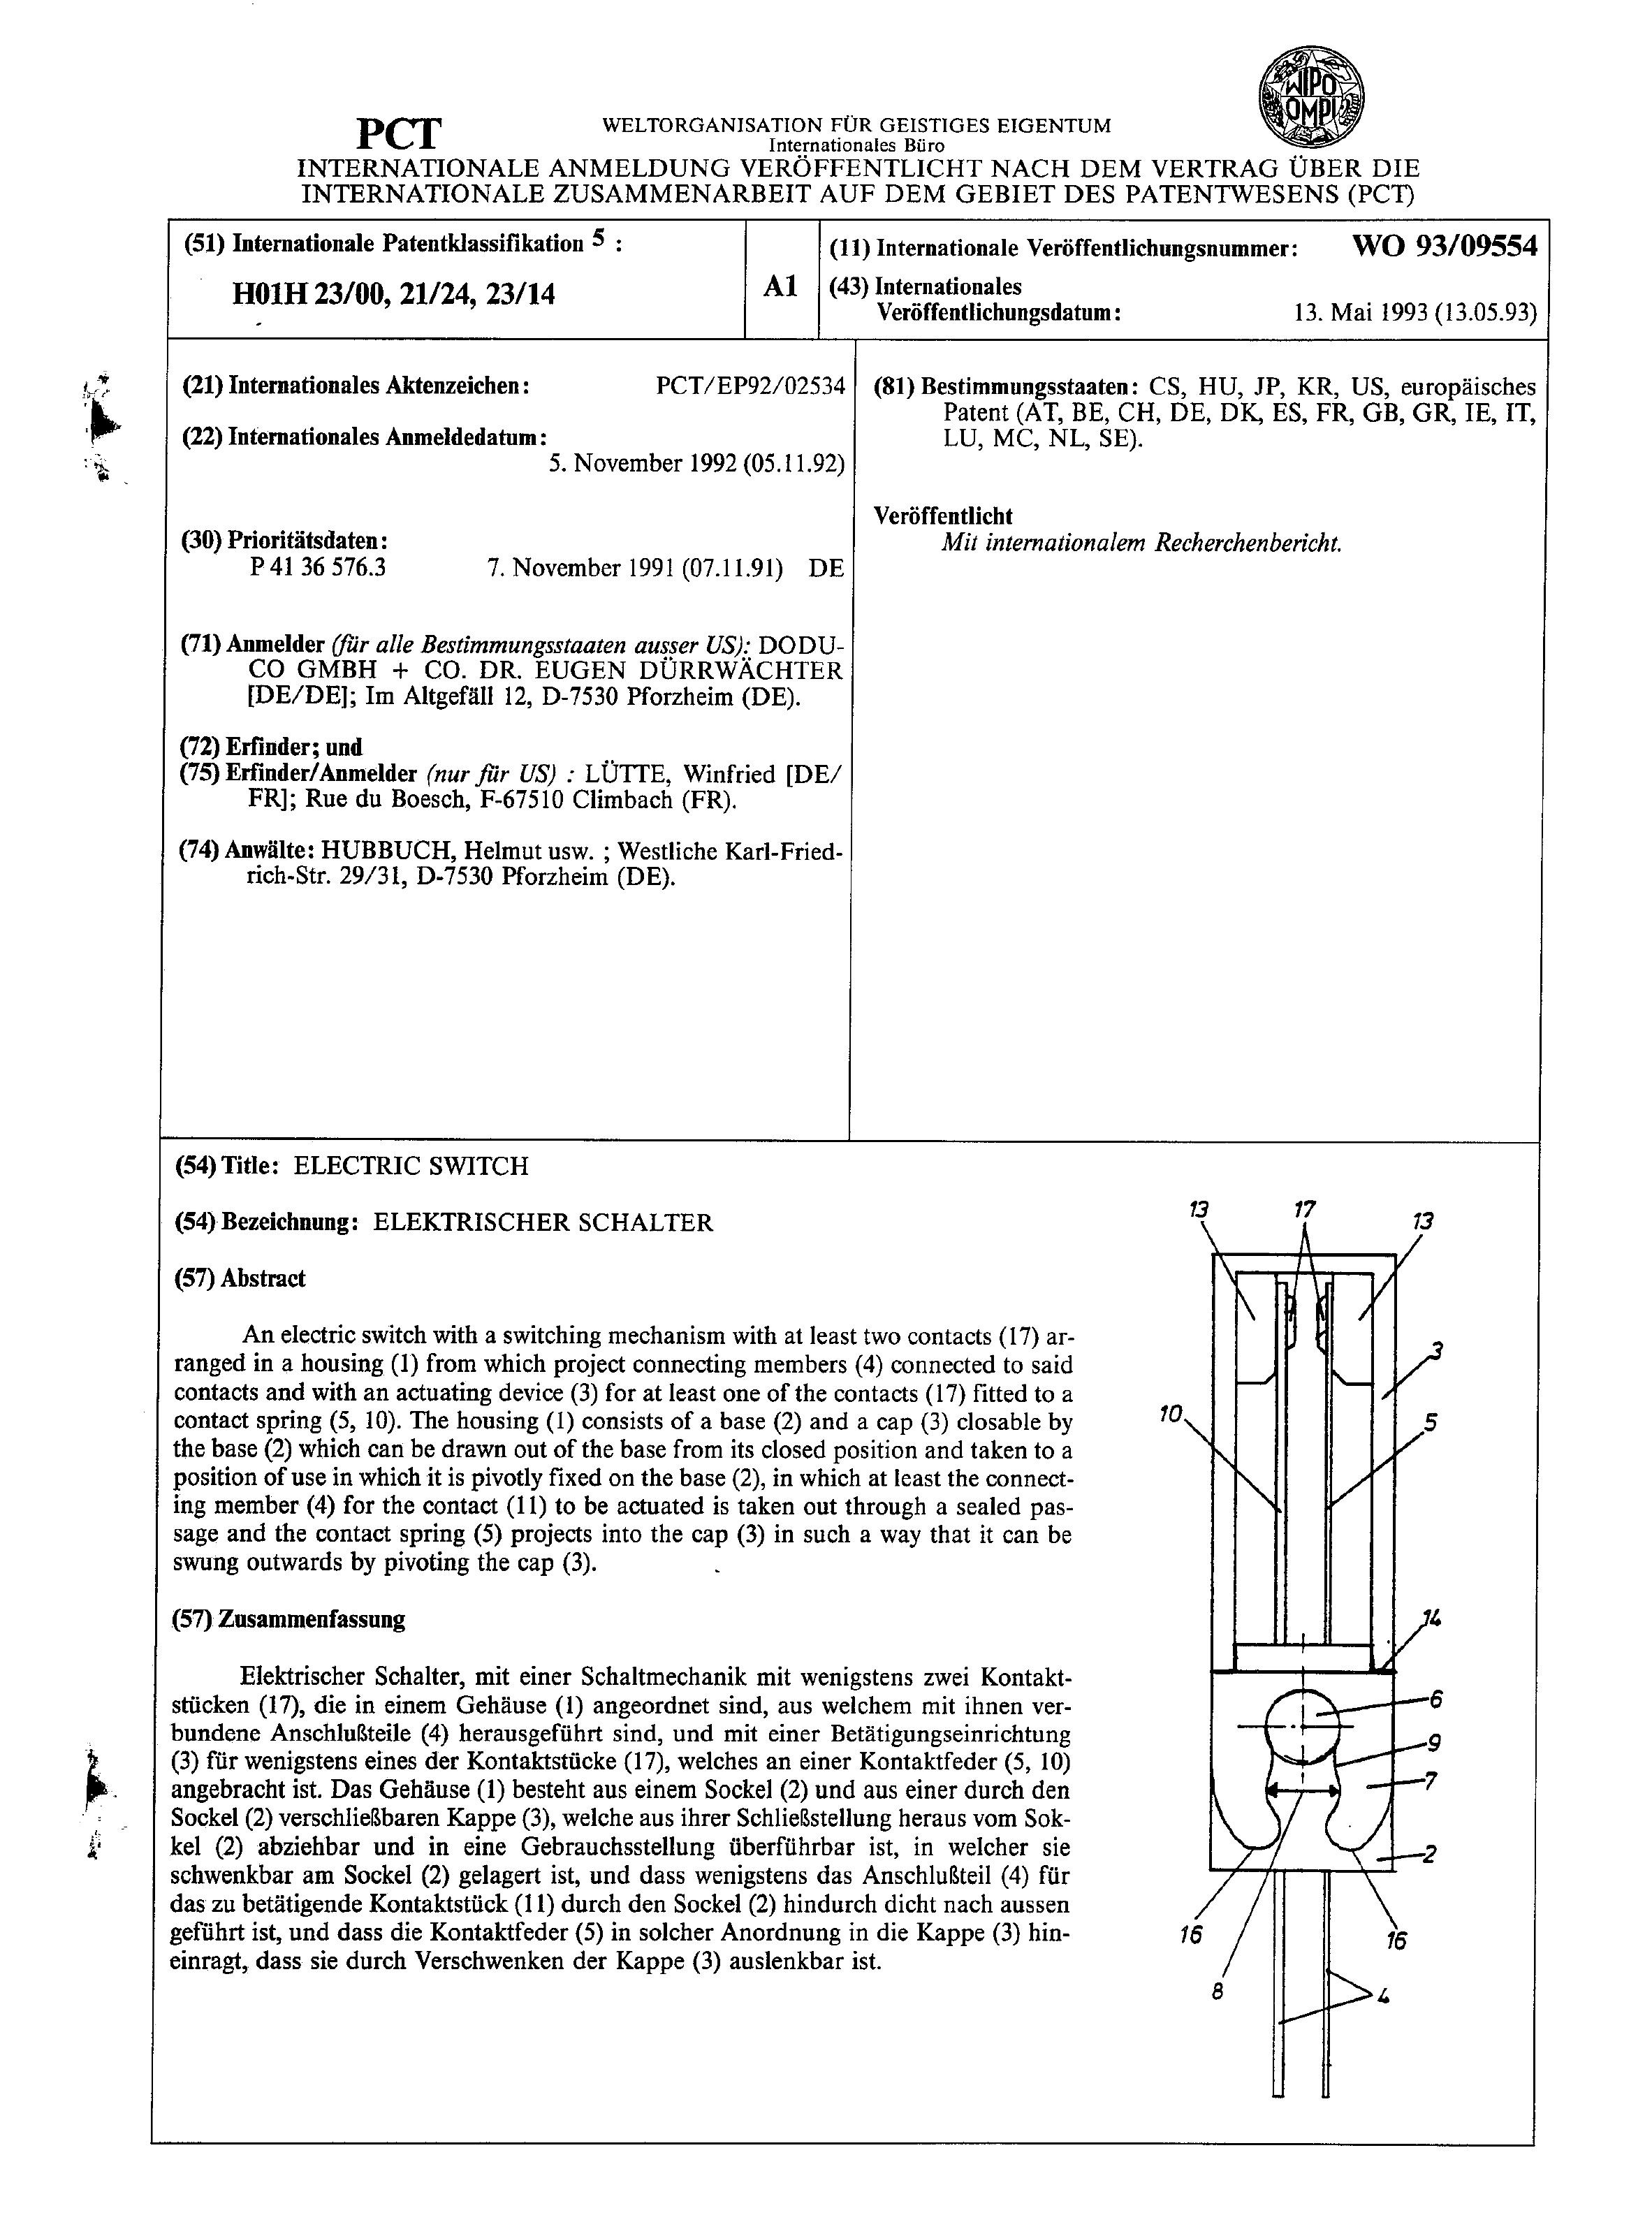 WIPO
OMPI
PCT
WELTORGANISATION FÜR GEISTIGES EIGENTUM
Internationales Büro
INTERNATIONALE ANMELDUNG VERÖFFENTLICHT NACH DEM VERTRAG ÜBER DIE
INTERNATIONALE ZUSAMMENARBEIT AUF DEM GEBIET DES PATENTWESENS (PCT)
(51) Internationale Patentklassifikation 5 :
H01H 23/00, 21/24, 23/14
A1
(11) Internationale Veröffentlichungsnummer: WO 93/09554
(43) Internationales
Veröffentlichungsdatum: 13. Mai 1993 (13.05.93)
(21) Internationales Aktenzeichen: PCT/EP92/02534
(22) Internationales Anmeldedatum:
5. November 1992 (05.11.92)
(30) Prioritätsdaten:
P 41 36 576.3 7. November 1991 (07.11.91) DE
(71) Anmelder (für alle Bestimmungsstaaten ausser US): DODU-
CO GMBH + CO. DR. EUGEN DÜRRWÄCHTER
[DE/DE]; Im Altgefäll 12, D-7530 Pforzheim (DE).
(72) Erfinder; und
(75) Erfinder/Anmelder (nur für US) : LÜTTE, Winfried [DE/
FR]; Rue du Boesch, F-67510 Climbach (FR).
(74) Anwälte: HUBBUCH, Helmut usw. ; Westliche Karl-Fried-
rich-Str. 29/31, D-7530 Pforzheim (DE).
(81) Bestimmungsstaaten: CS, HU, JP, KR, US, europäisches
Patent (AT, BE, CH, DE, DK, ES, FR, GB, GR, IE, IT,
LU, MC, NL, SE).
Veröffentlicht
Mit internationalem Recherchenbericht.
(54) Title: ELECTRIC SWITCH
(54) Bezeichnung: ELEKTRISCHER SCHALTER
(57) Abstract
An electric switch with a switching mechanism with at least two contacts (17) ar-
ranged in a housing (1) from which project connecting members (4) connected to said
contacts and with an actuating device (3) for at least one of the contacts (17) fitted to a
contact spring (5, 10). The housing (1) consists of a base (2) and a cap (3) closable by
the base (2) which can be drawn out of the base from its closed position and taken to a
position of use in which it is pivotly fixed on the base (2), in which at least the connect-
ing member (4) for the contact (11) to be actuated is taken out through a sealed pas-
sage and the contact spring (5) projects into the cap (3) in such a way that it can be
swung outwards by pivoting the cap (3).
(57) Zusammenfassung
Elektrischer Schalter, mit einer Schaltmechanik mit wenigstens zwei Kontakt-
stücken (17), die in einem Gehäuse (1) angeordnet sind, aus welchem mit ihnen ver-
bundene Anschlußteile (4) herausgeführt sind, und mit einer Betätigungseinrichtung
(3) für wenigstens eines der Kontaktstücke (17), welches an einer Kontaktfeder (5, 10)
angebracht ist. Das Gehäuse (1) besteht aus einem Sockel (2) und aus einer durch den
Sockel (2) verschließbaren Kappe (3), welche aus ihrer Schließstellung heraus vom Sok-
kel (2) abziehbar und in eine Gebrauchsstellung überführbar ist, in welcher sie
schwenkbar am Sockel (2) gelagert ist, und dass wenigstens das Anschlußteil (4) für
das zu betätigende Kontaktstück (11) durch den Sockel (2) hindurch dicht nach aussen
geführt ist, und dass die Kontaktfeder (5) in solcher Anordnung in die Kappe (3) hin-
einragt, dass sie durch Verschwenken der Kappe (3) auslenkbar ist.
13
17
13
3
10
5
14
6
9
7
2
16
16
8
4